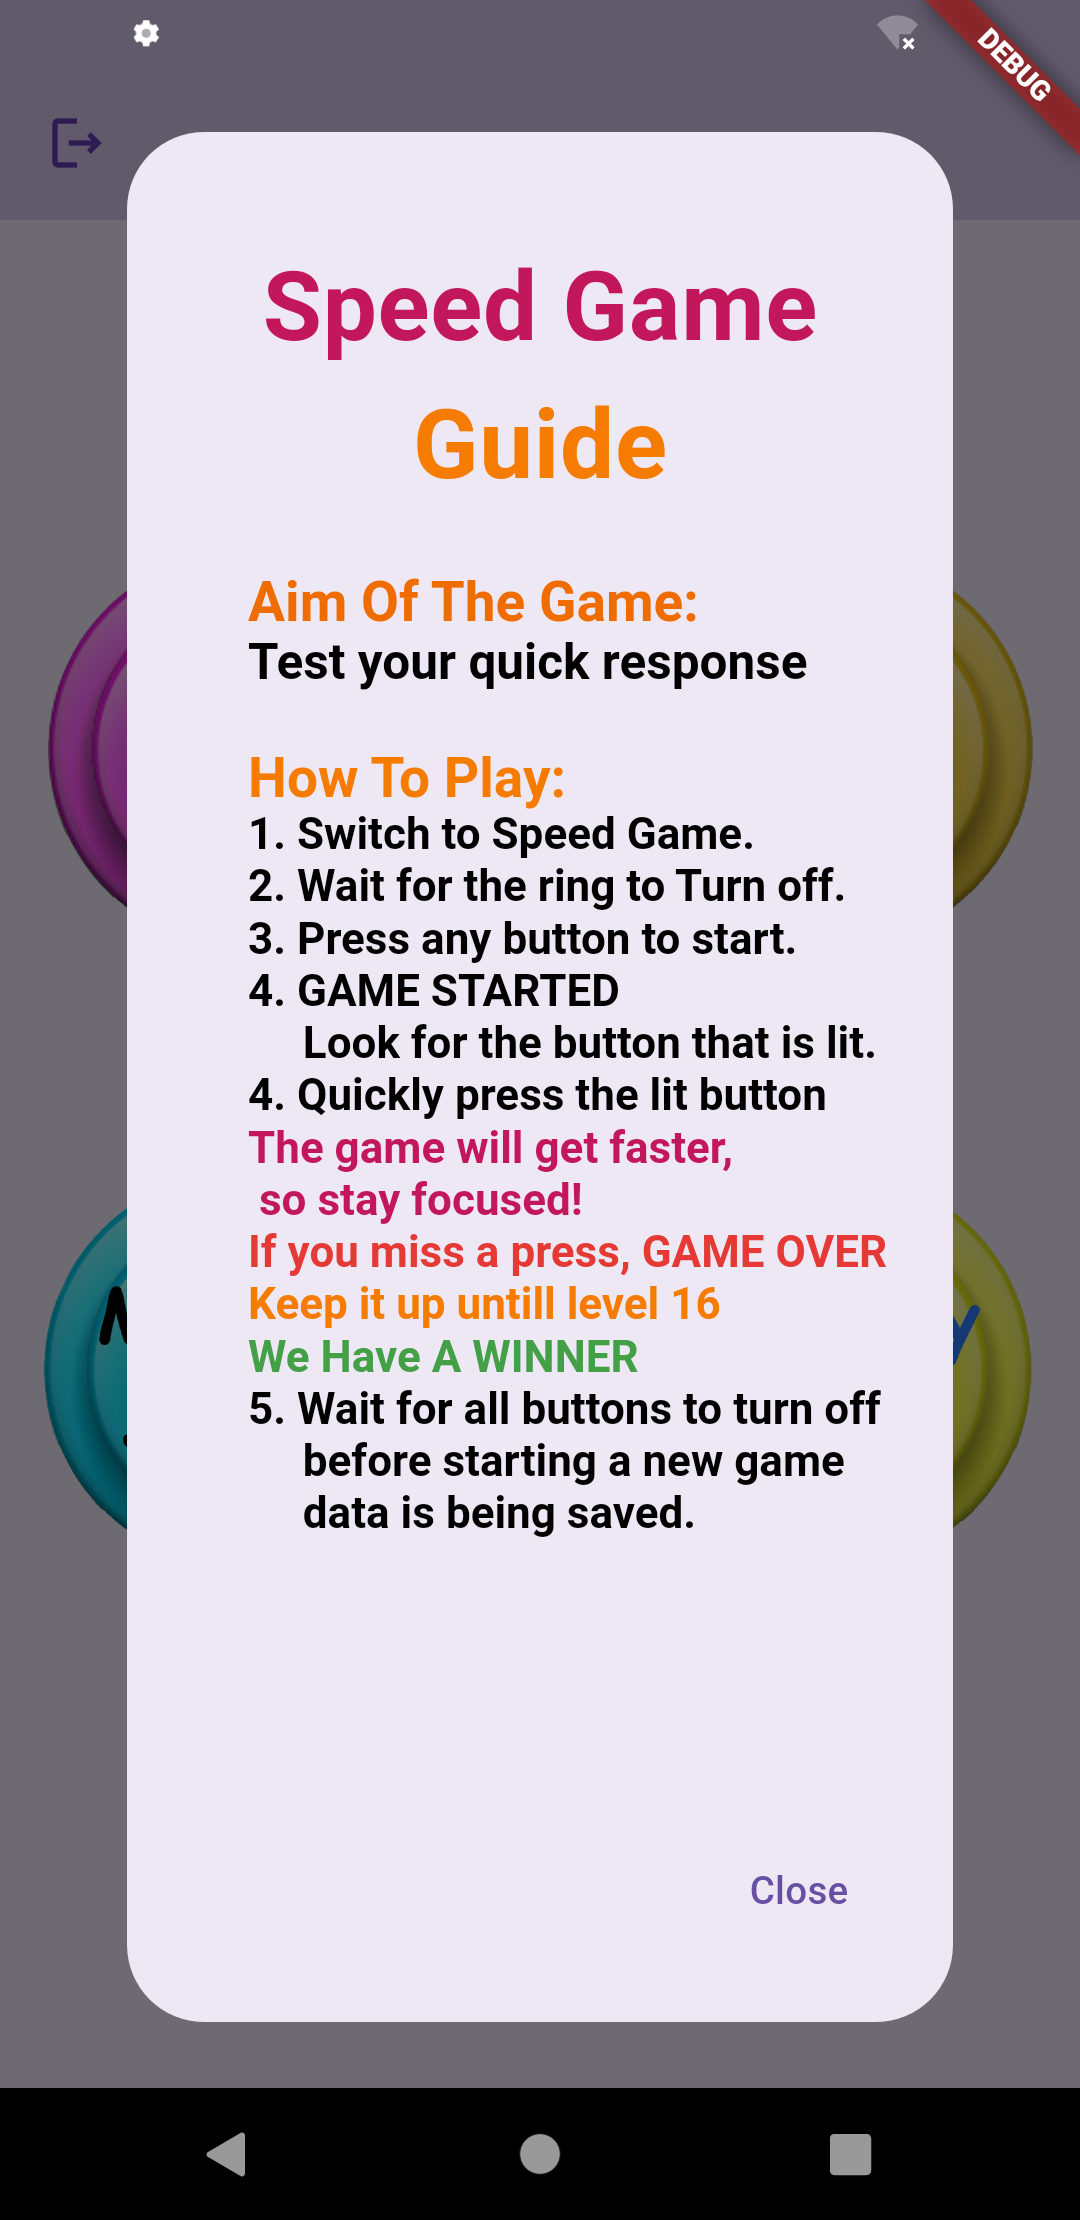 DEBUG
Speed Game
Guide
Aim Of The Game:
Test your quick response
How To Play:
1. Switch to Speed Game.
2. Wait for the ring to Turn off.
3. Press any button to start.
4. GAME STARTED
Look for the button that is lit.
4. Quickly press the lit button
The game will get faster,
so stay focused!
If you miss a press, GAME OVER
Keep it up untill level 16
We Have A WINNER
5. Wait for all buttons to turn off
before starting a new game
data is being saved.
Close